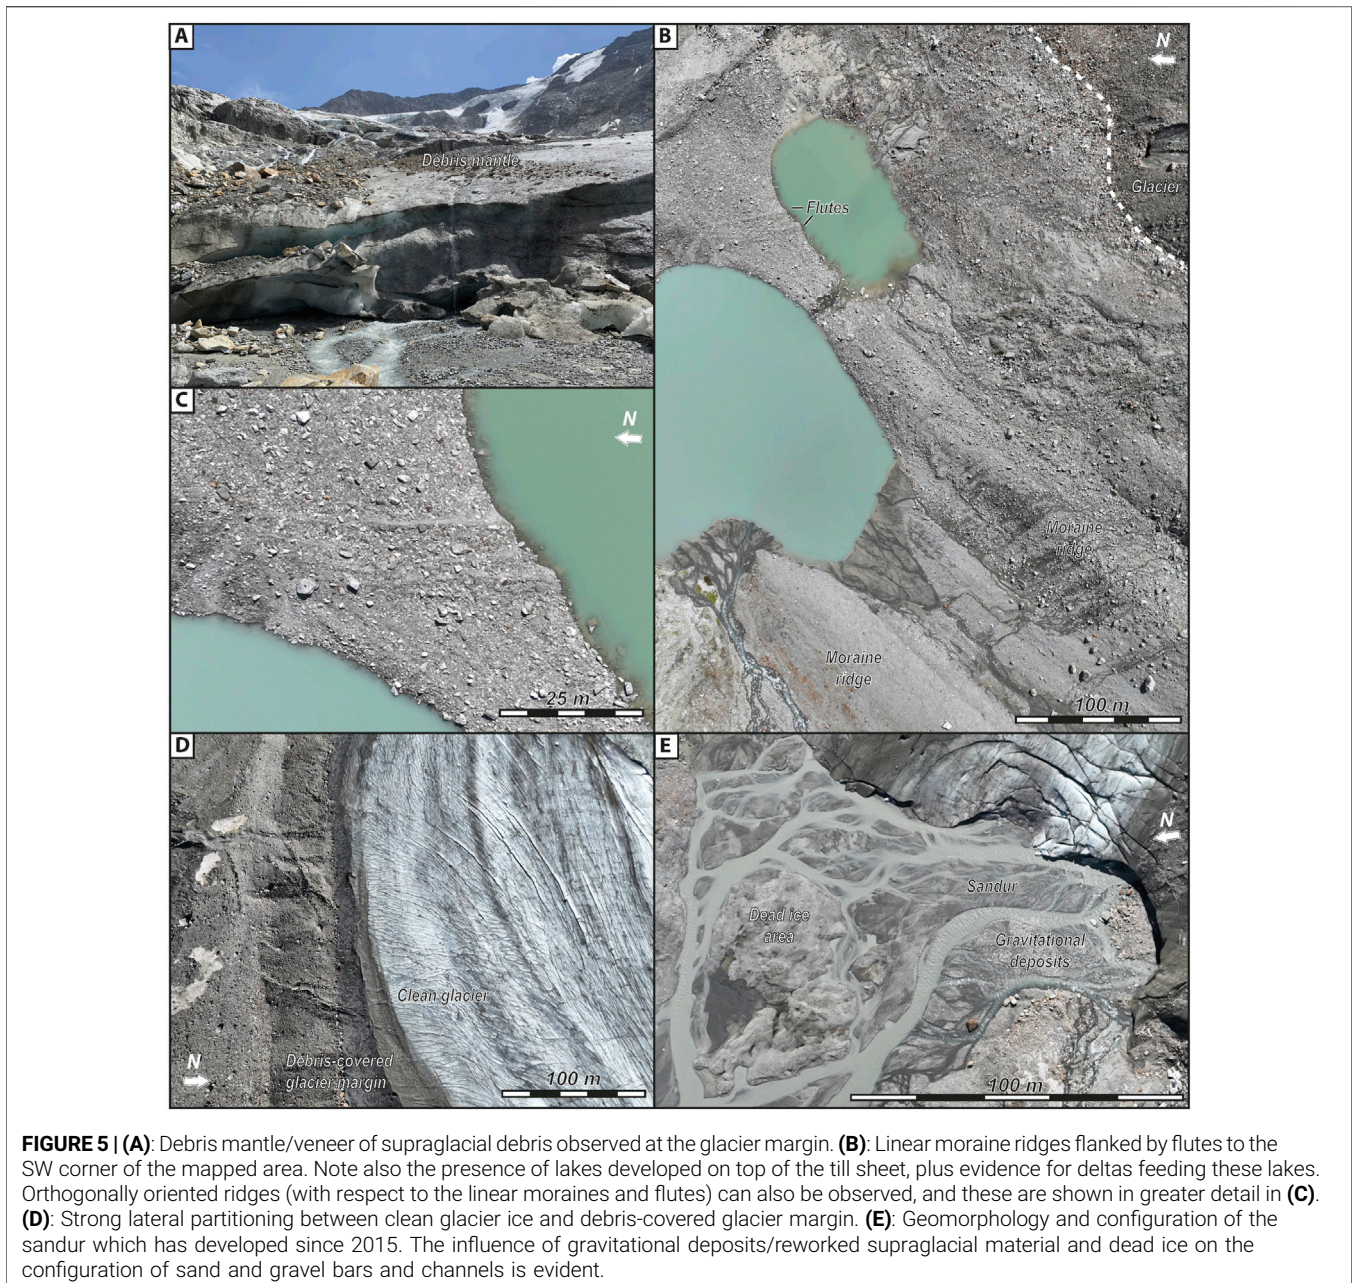 A
Debris mantle
B
N
Glacier
Flutes
Moraine
ridge
Moraine
ridge
100 m
C
N
25 m
D
Clean glacier
N
Debris-covered
glacier margin
100 m
E
N
Sandur
Dead ice
area
Gravitational
deposits
100 m
FIGURE 5 | (A): Debris mantle/veneer of supraglacial debris observed at the glacier margin. (B): Linear moraine ridges flanked by flutes to the
SW corner of the mapped area. Note also the presence of lakes developed on top of the till sheet, plus evidence for deltas feeding these lakes.
Orthogonally oriented ridges (with respect to the linear moraines and flutes) can also be observed, and these are shown in greater detail in (C).
(D): Strong lateral partitioning between clean glacier ice and debris-covered glacier margin. (E): Geomorphology and configuration of the
sandur which has developed since 2015. The influence of gravitational deposits/reworked supraglacial material and dead ice on the
configuration of sand and gravel bars and channels is evident.